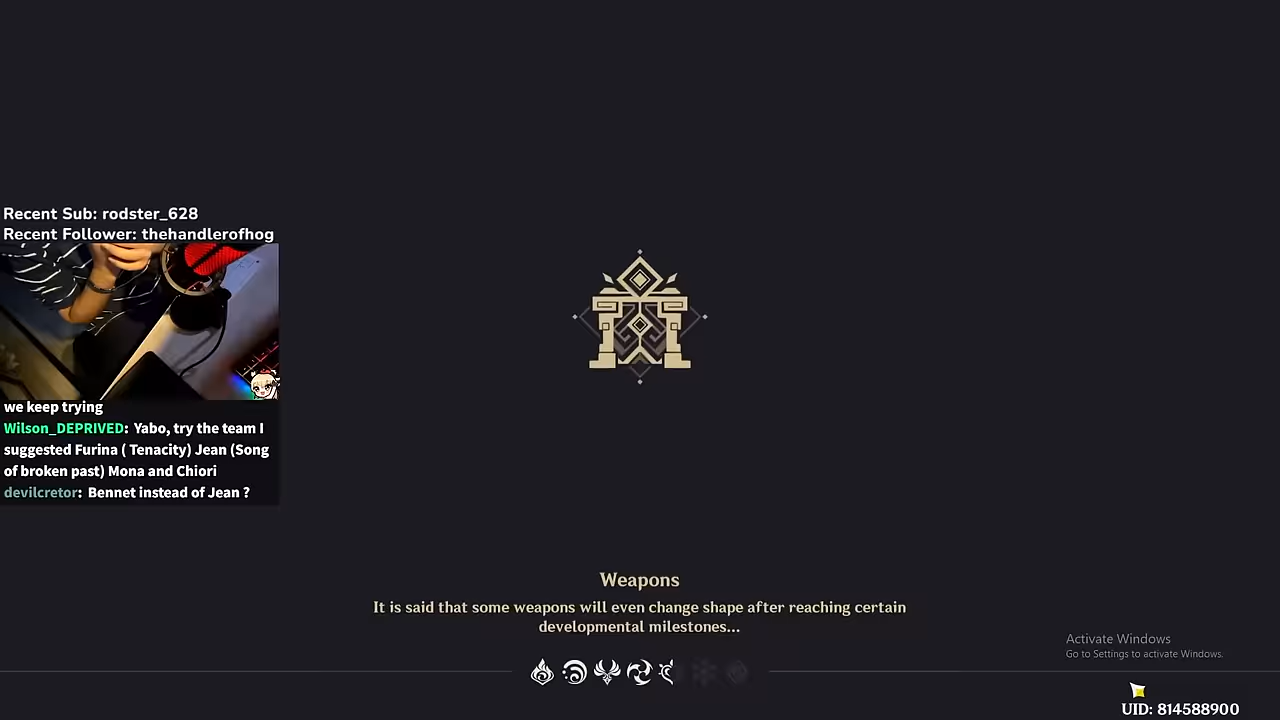 Recent Sub: rodster_628
Recent Follower: thehandlerofhog
we keep trying
Wilson_DEPRIVED: Yabo, try the team I
suggested Furina ( Tenacity) Jean (Song
of broken past) Mona and Chiori
devilcretor: Bennet instead of Jean ?
Weapons
It is said that some weapons will even change shape after reaching certain
developmental milestones...
Activate Windows
Go to Settings to activate Windows.
UID: 814588900